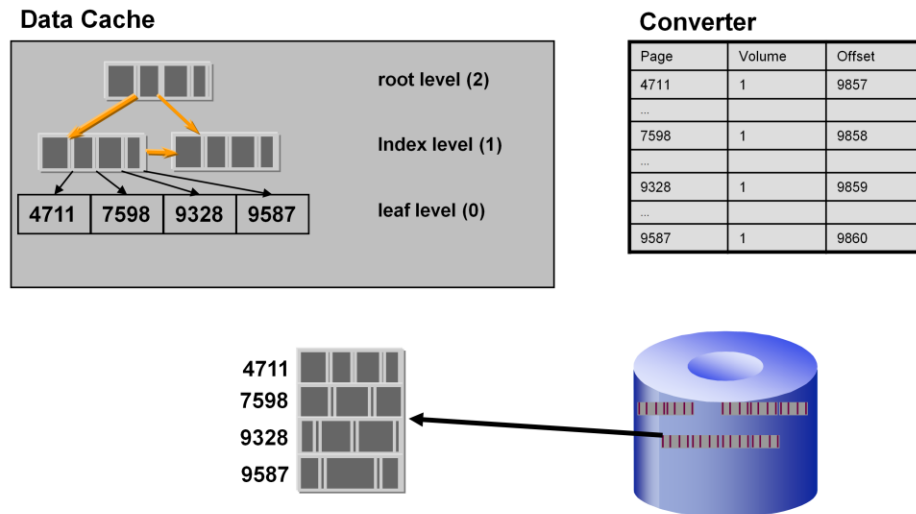 Data Cache
root level (2)
Index level (1)
4711 7598 9328 9587 leaf level (0)
Converter
Page Volume Offset
4711 1 9857
...
7598 1 9858
...
9328 1 9859
...
9587 1 9860
4711
7598
9328
9587